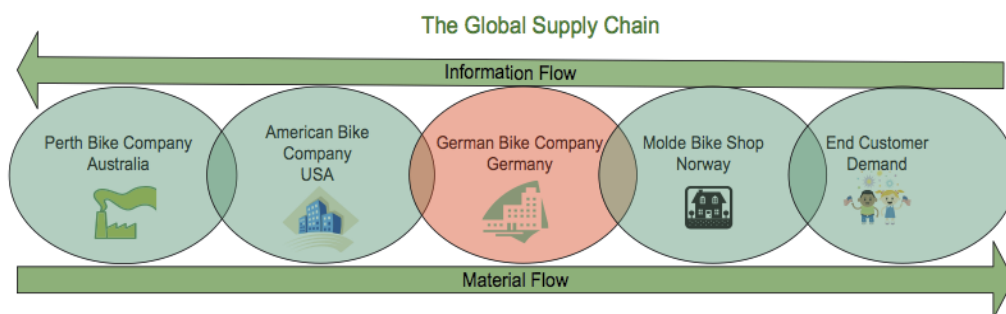 The Global Supply Chain
Information Flow
Perth Bike Company
Australia
American Bike
Company
USA
German Bike Company
Germany
Molde Bike Shop
Norway
End Customer
Demand
Material Flow